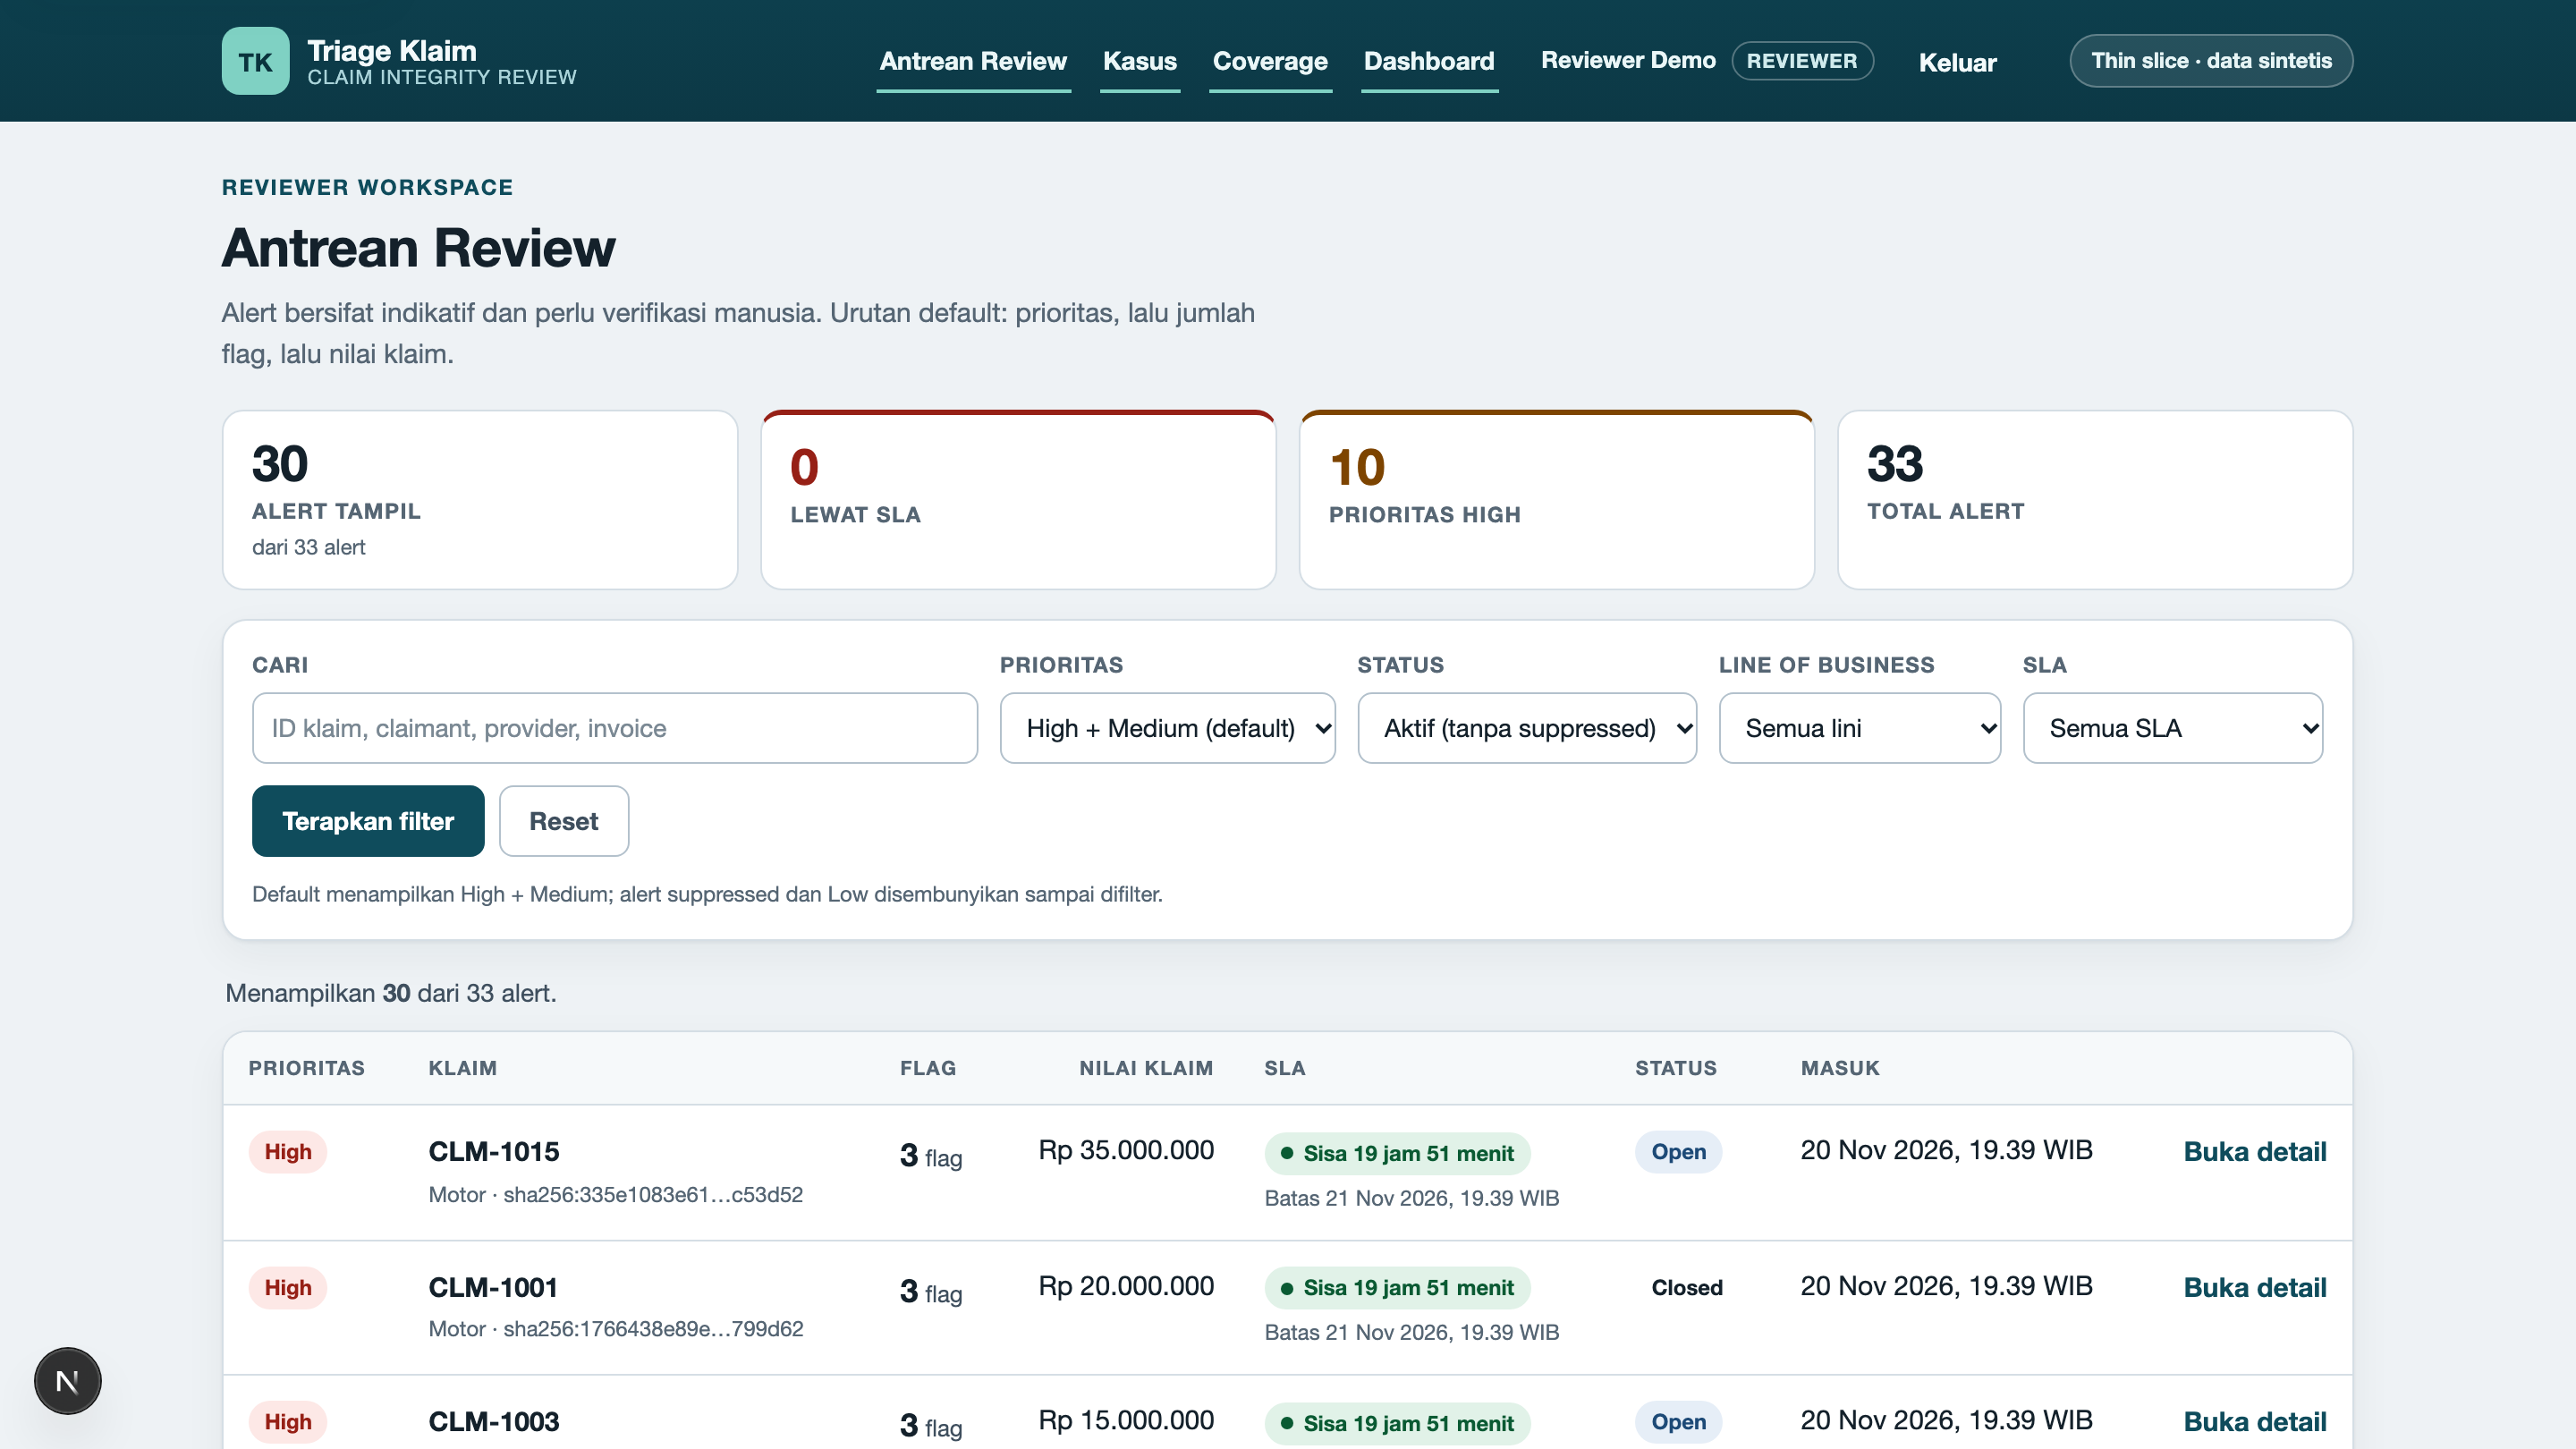 TK
Triage Klaim
CLAIM INTEGRITY REVIEW
Antrean Review
Kasus
Coverage
Dashboard
Reviewer Demo
REVIEWER
Keluar
Thin slice · data sintetis
REVIEWER WORKSPACE
Antrean Review
Alert bersifat indikatif dan perlu verifikasi manusia. Urutan default: prioritas, lalu jumlah
flag, lalu nilai klaim.
30
ALERT TAMPIL
dari 33 alert
0
LEWAT SLA
10
PRIORITAS HIGH
33
TOTAL ALERT
CARI
ID klaim, claimant, provider, invoice
PRIORITAS
High + Medium (default)
STATUS
Aktif (tanpa suppressed)
LINE OF BUSINESS
Semua lini
SLA
Semua SLA
Terapkan filter
Reset
Default menampilkan High + Medium; alert suppressed dan Low disembunyikan sampai difilter.
Menampilkan 30 dari 33 alert.
PRIORITAS KLAIM FLAG NILAI KLAIM SLA STATUS MASUK
High CLM-1015 3 flag Rp 35.000.000 Sisa 19 jam 51 menit Open 20 Nov 2026, 19.39 WIB Buka detail
Motor · sha256:335e1083e61…c53d52 Batas 21 Nov 2026, 19.39 WIB
High CLM-1001 3 flag Rp 20.000.000 Sisa 19 jam 51 menit Closed 20 Nov 2026, 19.39 WIB Buka detail
Motor · sha256:1766438e89e…799d62 Batas 21 Nov 2026, 19.39 WIB
High CLM-1003 3 flag Rp 15.000.000 Sisa 19 jam 51 menit Open 20 Nov 2026, 19.39 WIB Buka detail
N